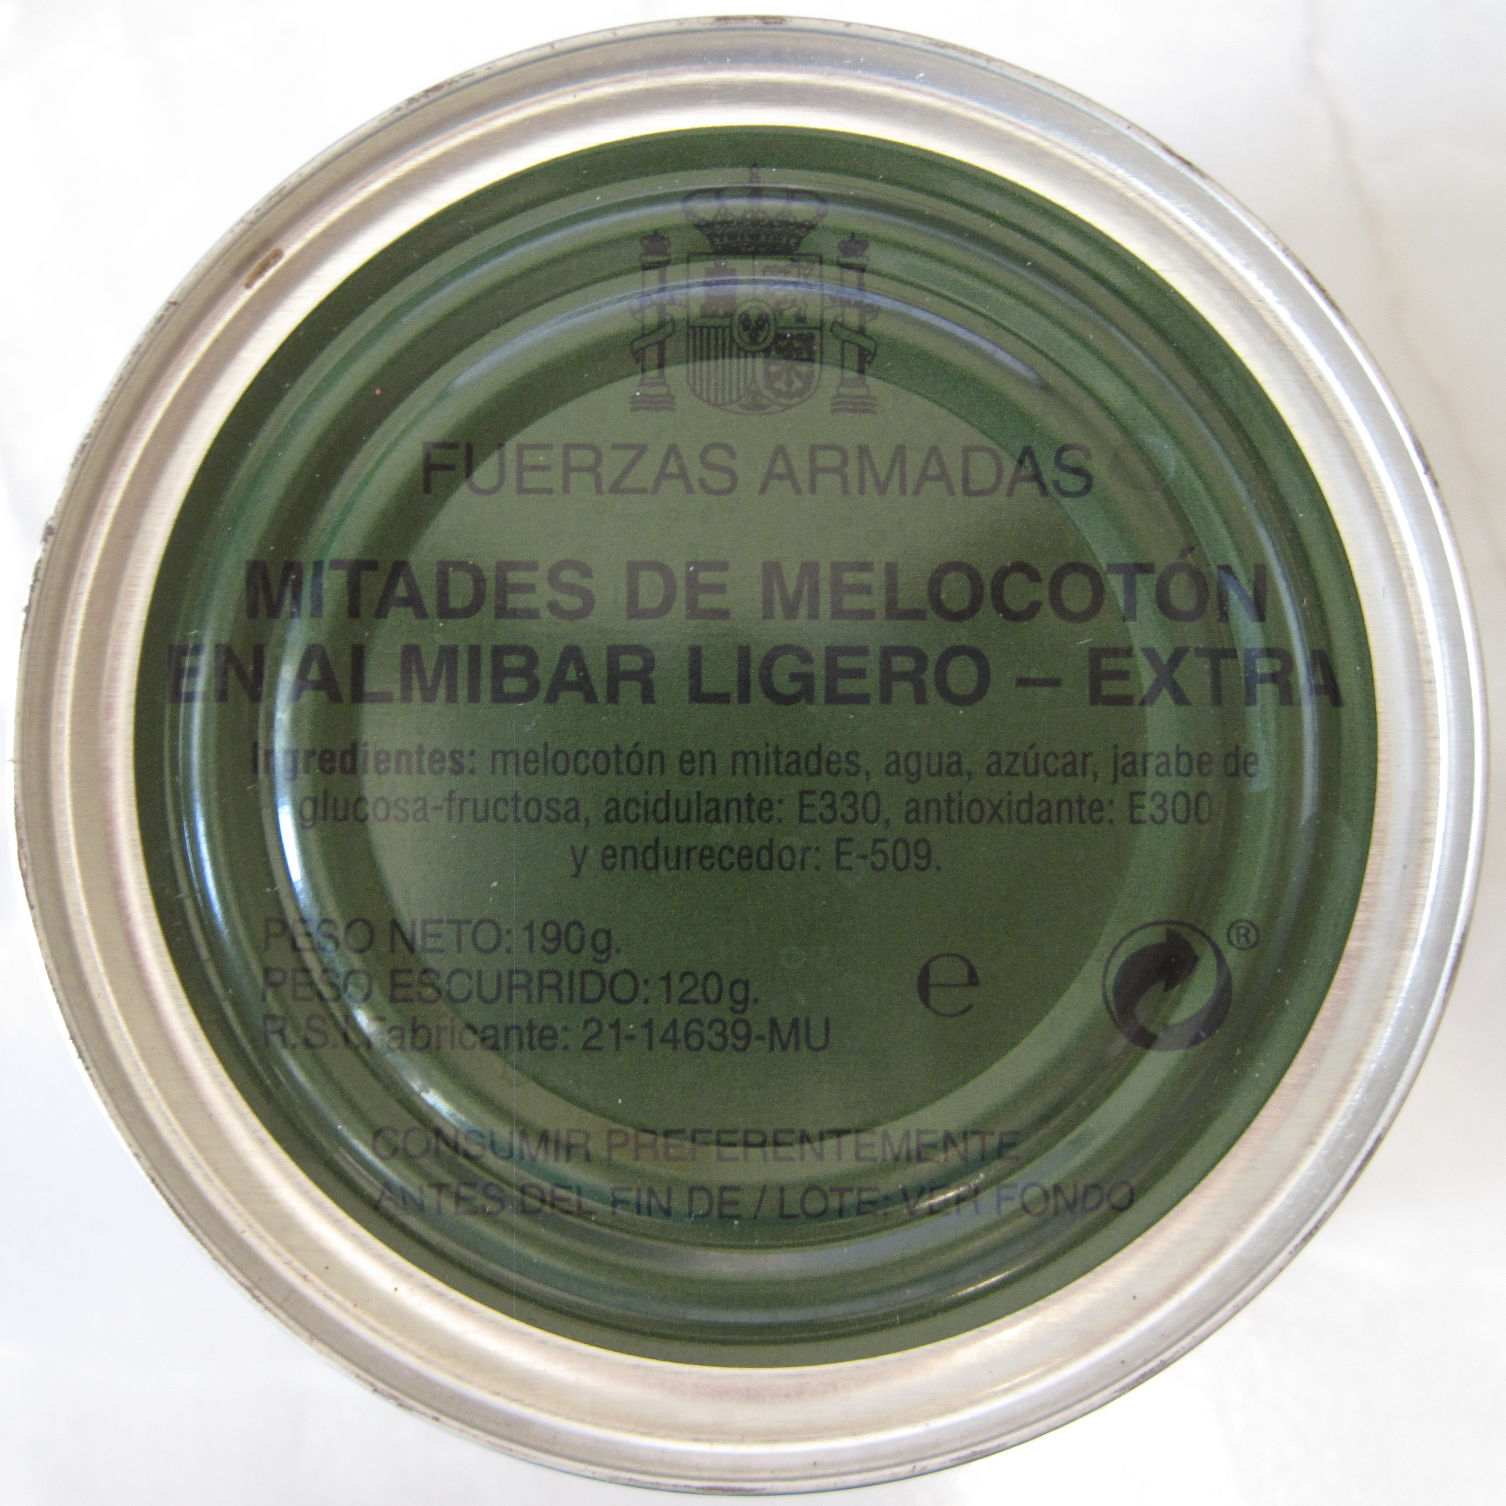 FUERZAS ARMADAS
MITADES DE MELOCOTÓN
EN ALMIBAR LIGERO – EXTRA
Ingredientes: melocotón en mitades, agua, azúcar, jarabe de
glucosa-fructosa, acidulante: E330, antioxidante: E300
y endurecedor: E-509.
PESO NETO: 190g.
PESO ESCURRIDO: 120g.
R.S.I. Fabricante: 21-14639-MU
℮
®
CONSUMIR PREFERENTEMENTE
ANTES DEL FIN DE / LOTE: VER FONDO